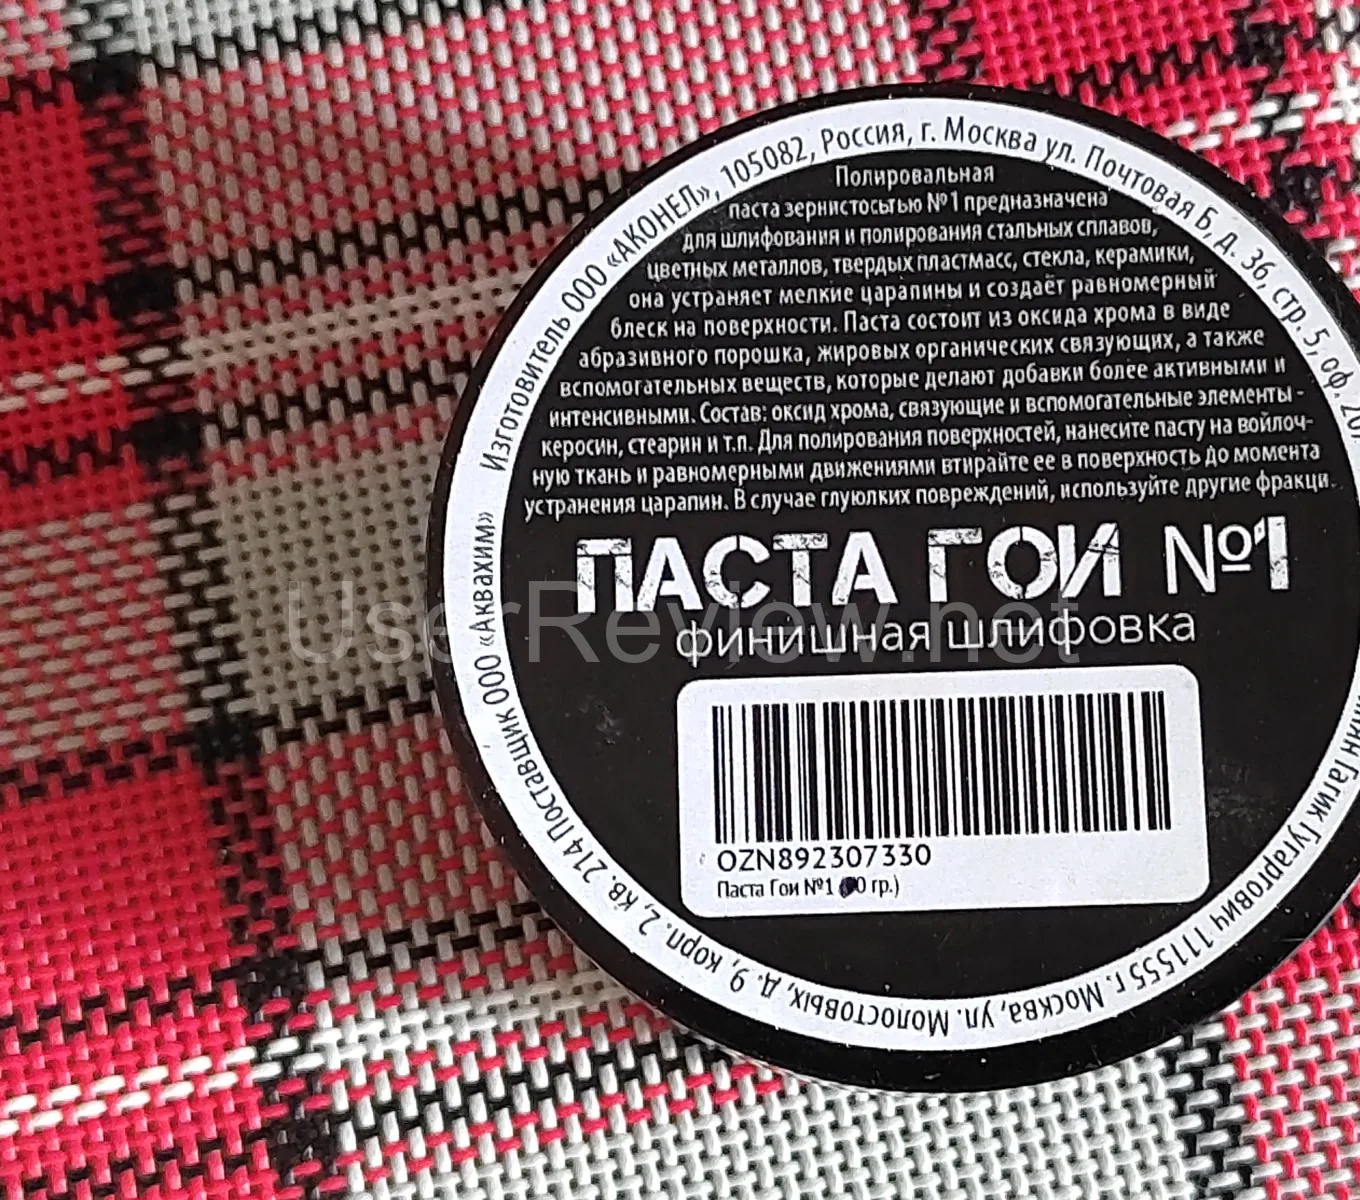 Изготовитель ООО «АКОНЕЛ», 105082, Россия, г. Москва ул. Почтовая Б, д. 36, стр. 5, оф.
Полировальная
паста зернистосьтью №1 предназначена
для шлифования и полирования стальных сплавов,
цветных металлов, твердых пластмасс, стекла, керамики,
она устраняет мелкие царапины и создаёт равномерный
блеск на поверхности. Паста состоит из оксида хрома в виде
абразивного порошка, жировых органических связующих, а также
вспомогательных веществ, которые делают добавки более активными и
интенсивными. Состав: оксид хрома, связующие и вспомогательные элементы -
керосин, стеарин и т.п. Для полирования поверхностей, нанесите пасту на войлоч-
ную ткань и равномерными движениями втирайте ее в поверхность до момента
устранения царапин. В случае глуюлких повреждений, используйте другие фракци.
ПАСТА ГОИ №1
финишная шлифовка
OZN892307330
Паста Гои №1 ( 0 гр.)
Гагик Гугаргович 111555 г. Москва, ул. Молостовых, д. 9, корп. 2, кв. 214 Поставщик ООО «Аквахим»
UserReview.net